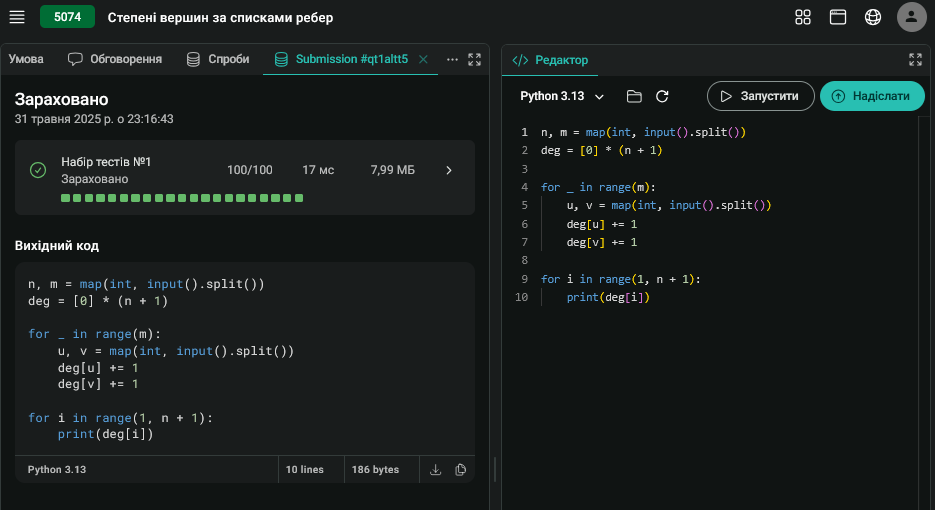 5074
Степені вершин за списками ребер
Умова
Обговорення
Спроби
Submission #qt1altt5
Зараховано
31 травня 2025 р. о 23:16:43
Набір тестів №1
Зараховано
100/100
17 мс
7,99 МБ
Вихідний код
n, m = map(int, input().split())
deg = [0] * (n + 1)
for _ in range(m):
    u, v = map(int, input().split())
    deg[u] += 1
    deg[v] += 1
for i in range(1, n + 1):
    print(deg[i])
Python 3.13
10 lines
186 bytes
Редактор
Python 3.13
Запустити
Надіслати
1 n, m = map(int, input().split())
2 deg = [0] * (n + 1)
3
4 for _ in range(m):
5     u, v = map(int, input().split())
6     deg[u] += 1
7     deg[v] += 1
8
9 for i in range(1, n + 1):
10     print(deg[i])